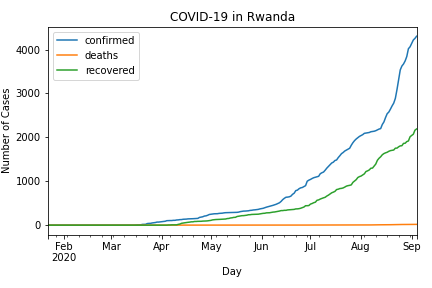 COVID-19 in Rwanda
confirmed
deaths
recovered
Number of Cases
4000
3000
2000
1000
0
Feb Mar Apr May Jun Jul Aug Sep
2020
Day